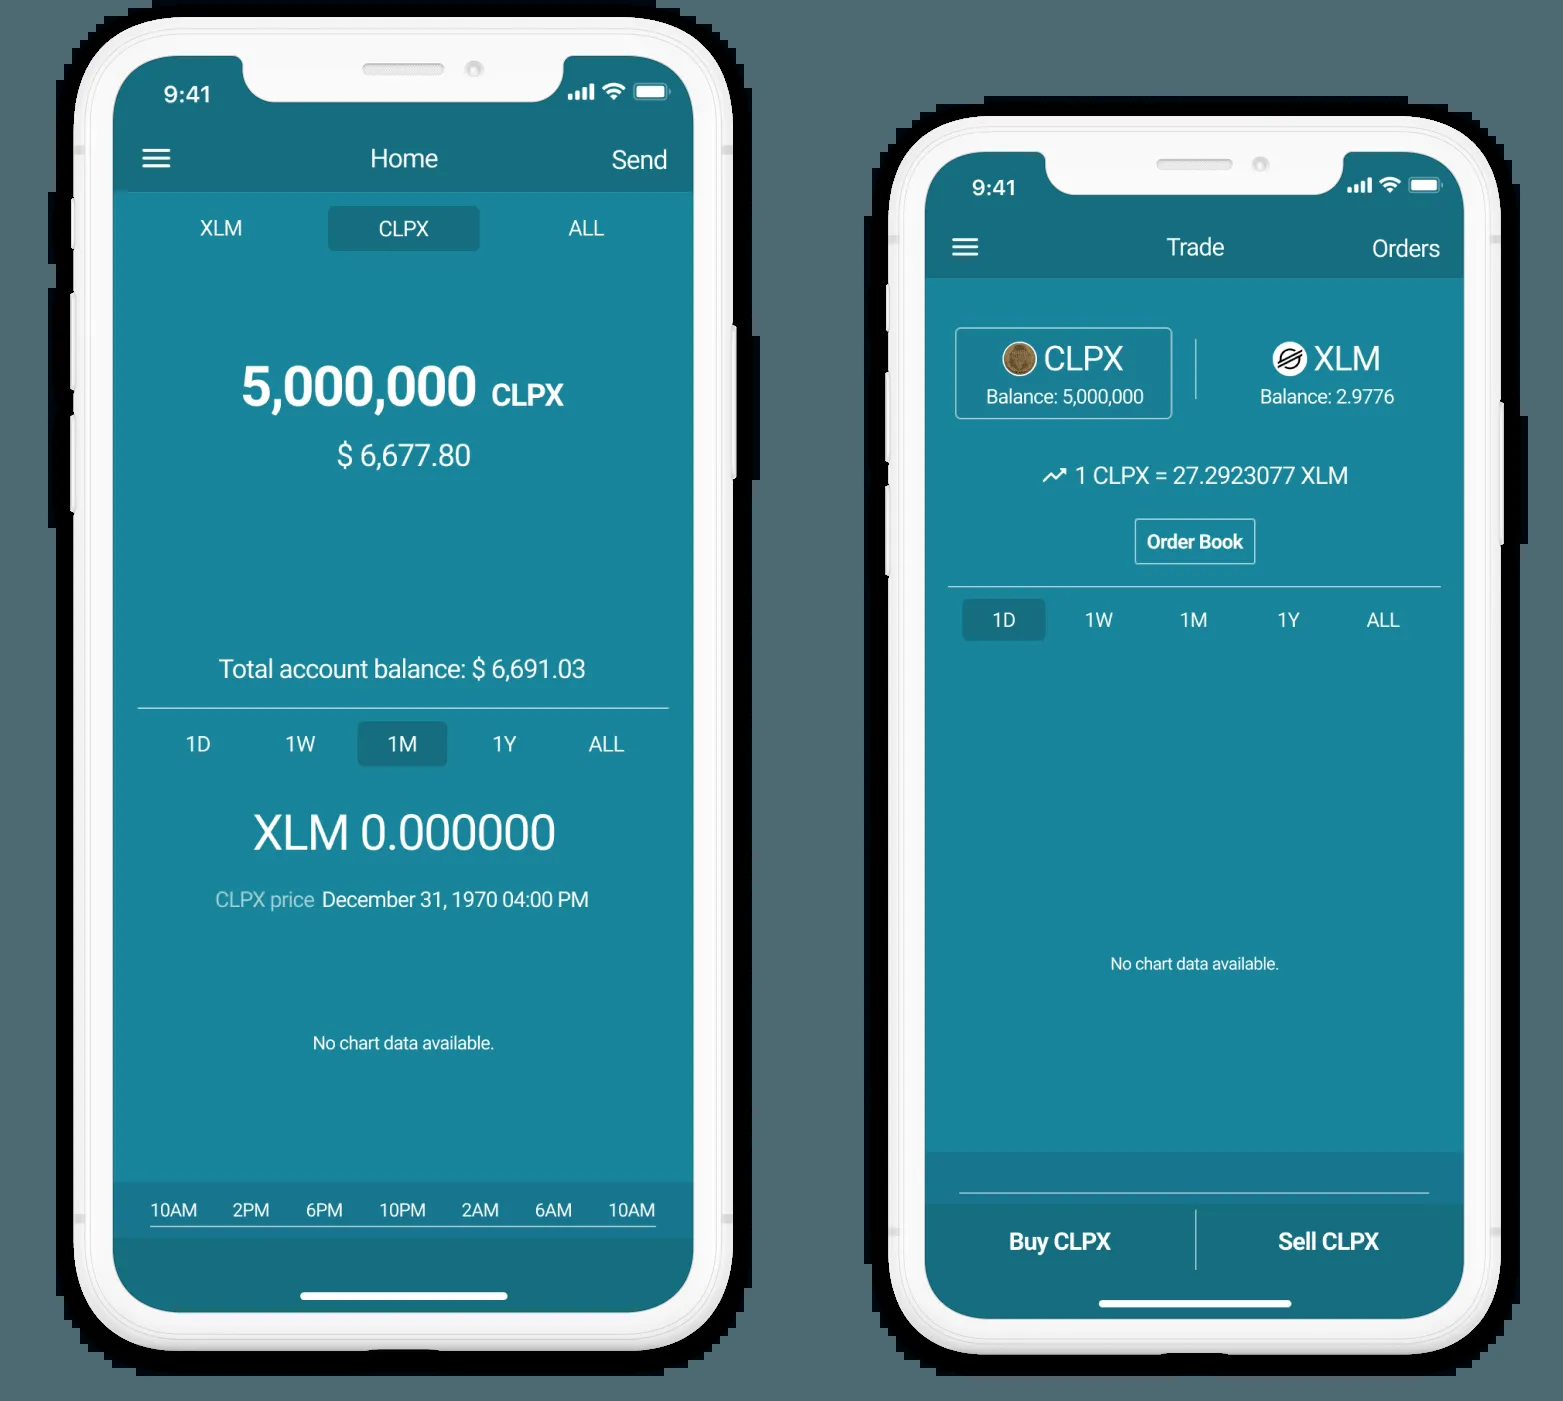 9:41
Home
Send
XLM
CLPX
ALL
5,000,000 CLPX
$ 6,677.80
Total account balance: $ 6,691.03
1D
1W
1M
1Y
ALL
XLM 0.000000
CLPX price December 31, 1970 04:00 PM
No chart data available.
10AM
2PM
6PM
10PM
2AM
6AM
10AM
9:41
Trade
Orders
CLPX
Balance: 5,000,000
XLM
Balance: 2.9776
1 CLPX = 27.2923077 XLM
Order Book
1D
1W
1M
1Y
ALL
No chart data available.
Buy CLPX
Sell CLPX